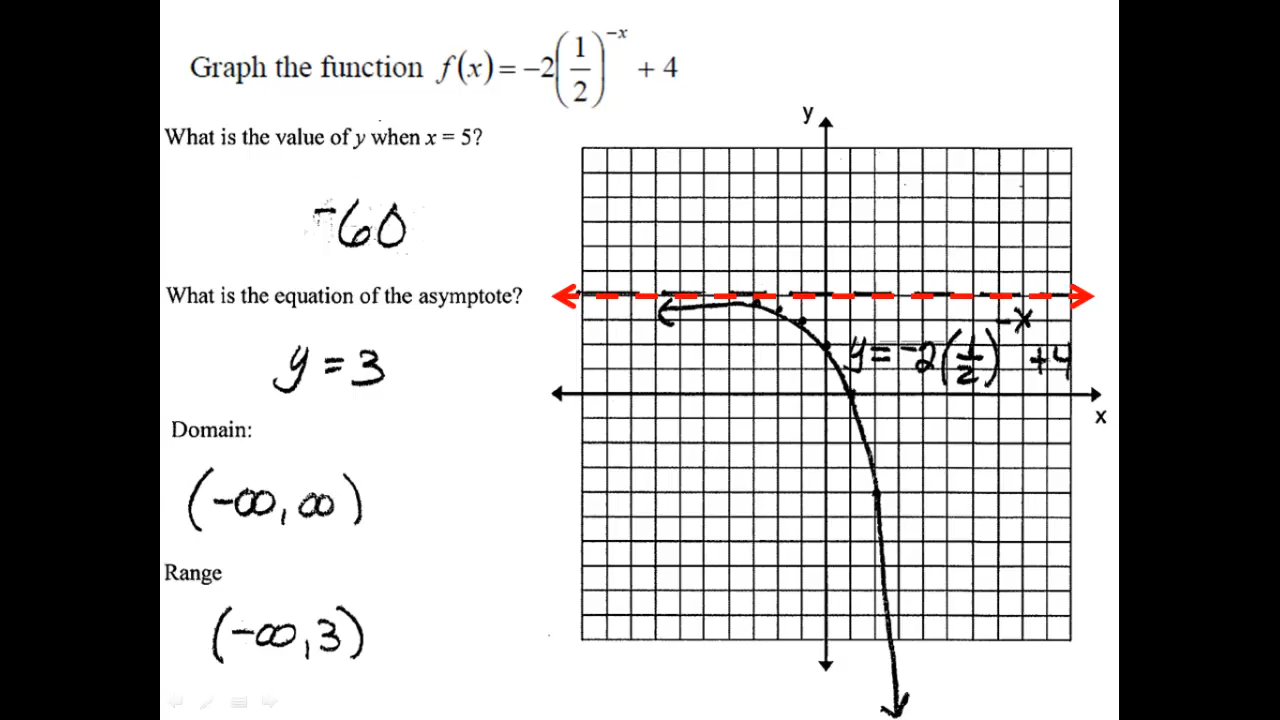 Graph the function f(x) = −2(1/2)^−x + 4
What is the value of y when x = 5?
-60
What is the equation of the asymptote?
y = 3
Domain:
(-∞, ∞)
Range
(-∞, 3)
y
y = -2(1/2)^-x + 4
x